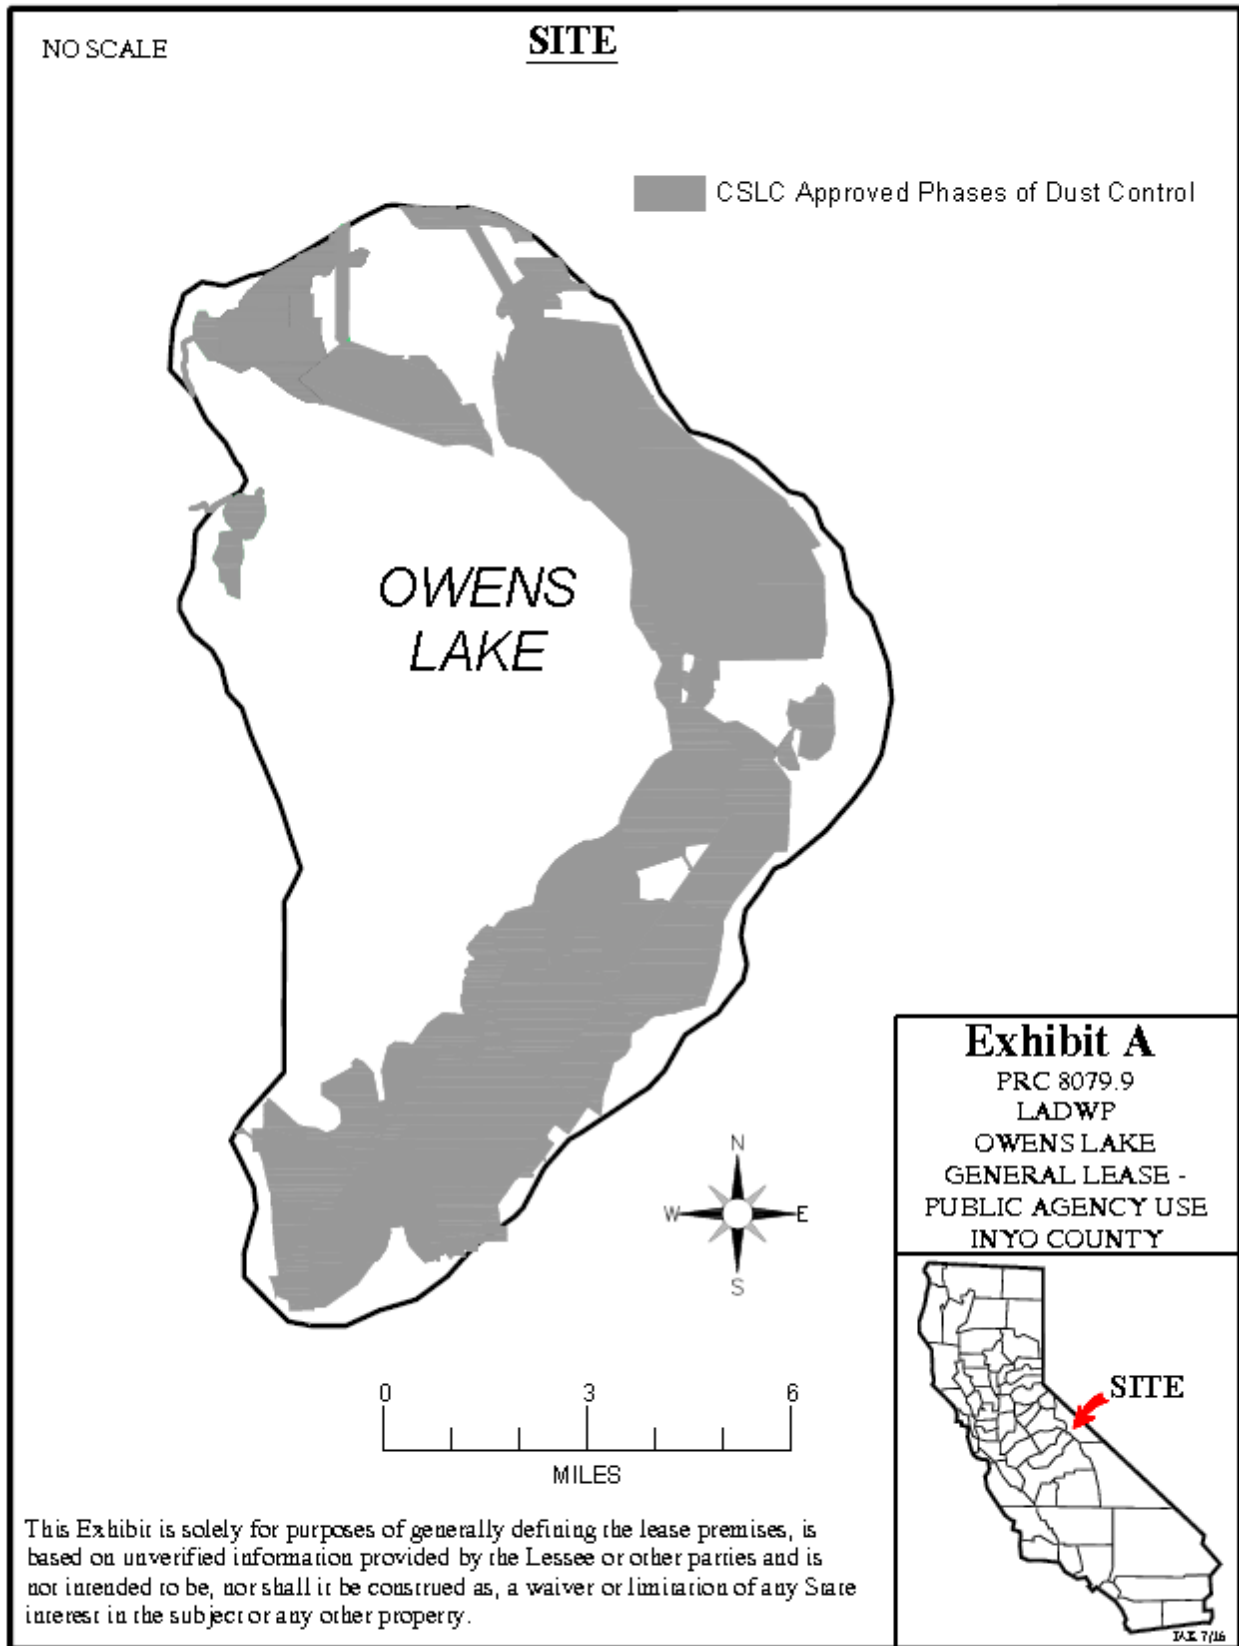 NO SCALE
SITE
CSLC Approved Phases of Dust Control
OWENS
LAKE
N
W E
S
0 3 6
MILES
Exhibit A
PRC 8079.9
LADWP
OWENS LAKE
GENERAL LEASE -
PUBLIC AGENCY USE
INYO COUNTY
SITE
This Exhibit is solely for purposes of generally defining the lease premises, is
based on unverified information provided by the Lessee or other parties and is
not intended to be, nor shall it be construed as, a waiver or limitation of any State
interest in the subject or any other property.
7/16